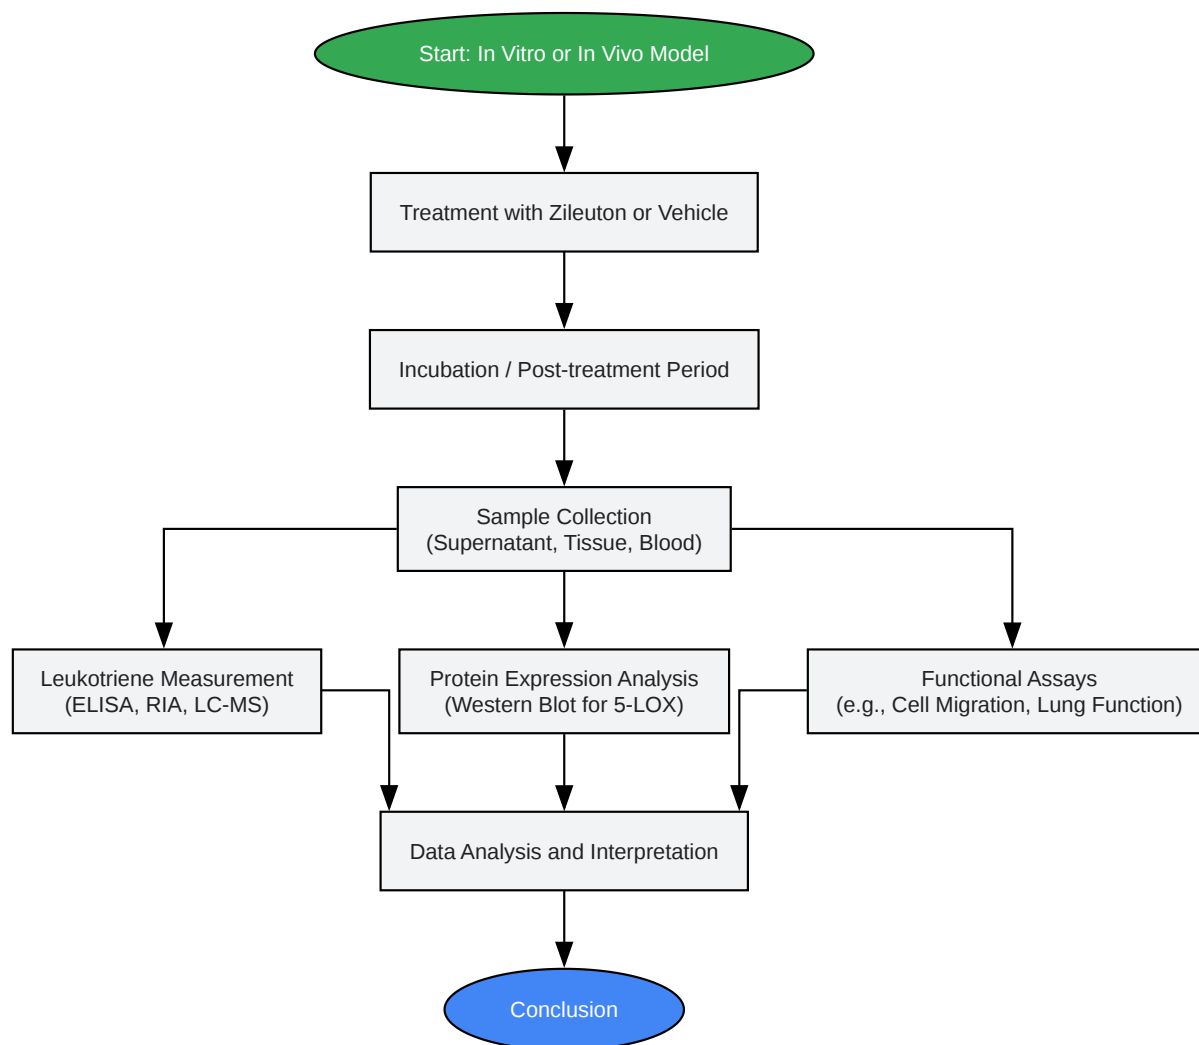 Start: In Vitro or In Vivo Model
Treatment with Zileuton or Vehicle
Incubation / Post-treatment Period
Sample Collection
(Supernatant, Tissue, Blood)
Leukotriene Measurement
(ELISA, RIA, LC-MS)
Protein Expression Analysis
(Western Blot for 5-LOX)
Functional Assays
(e.g., Cell Migration, Lung Function)
Data Analysis and Interpretation
Conclusion